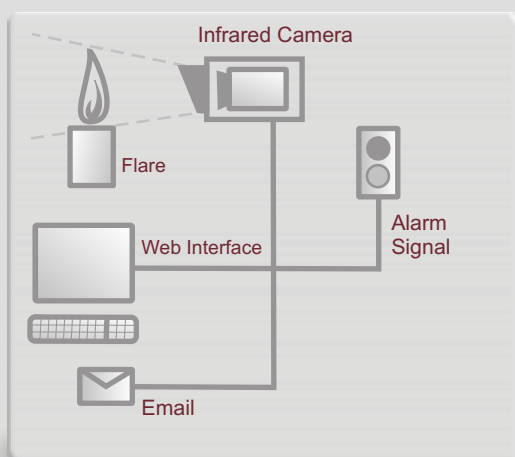 Infrared Camera
Flare
Alarm
Signal
Web Interface
Email